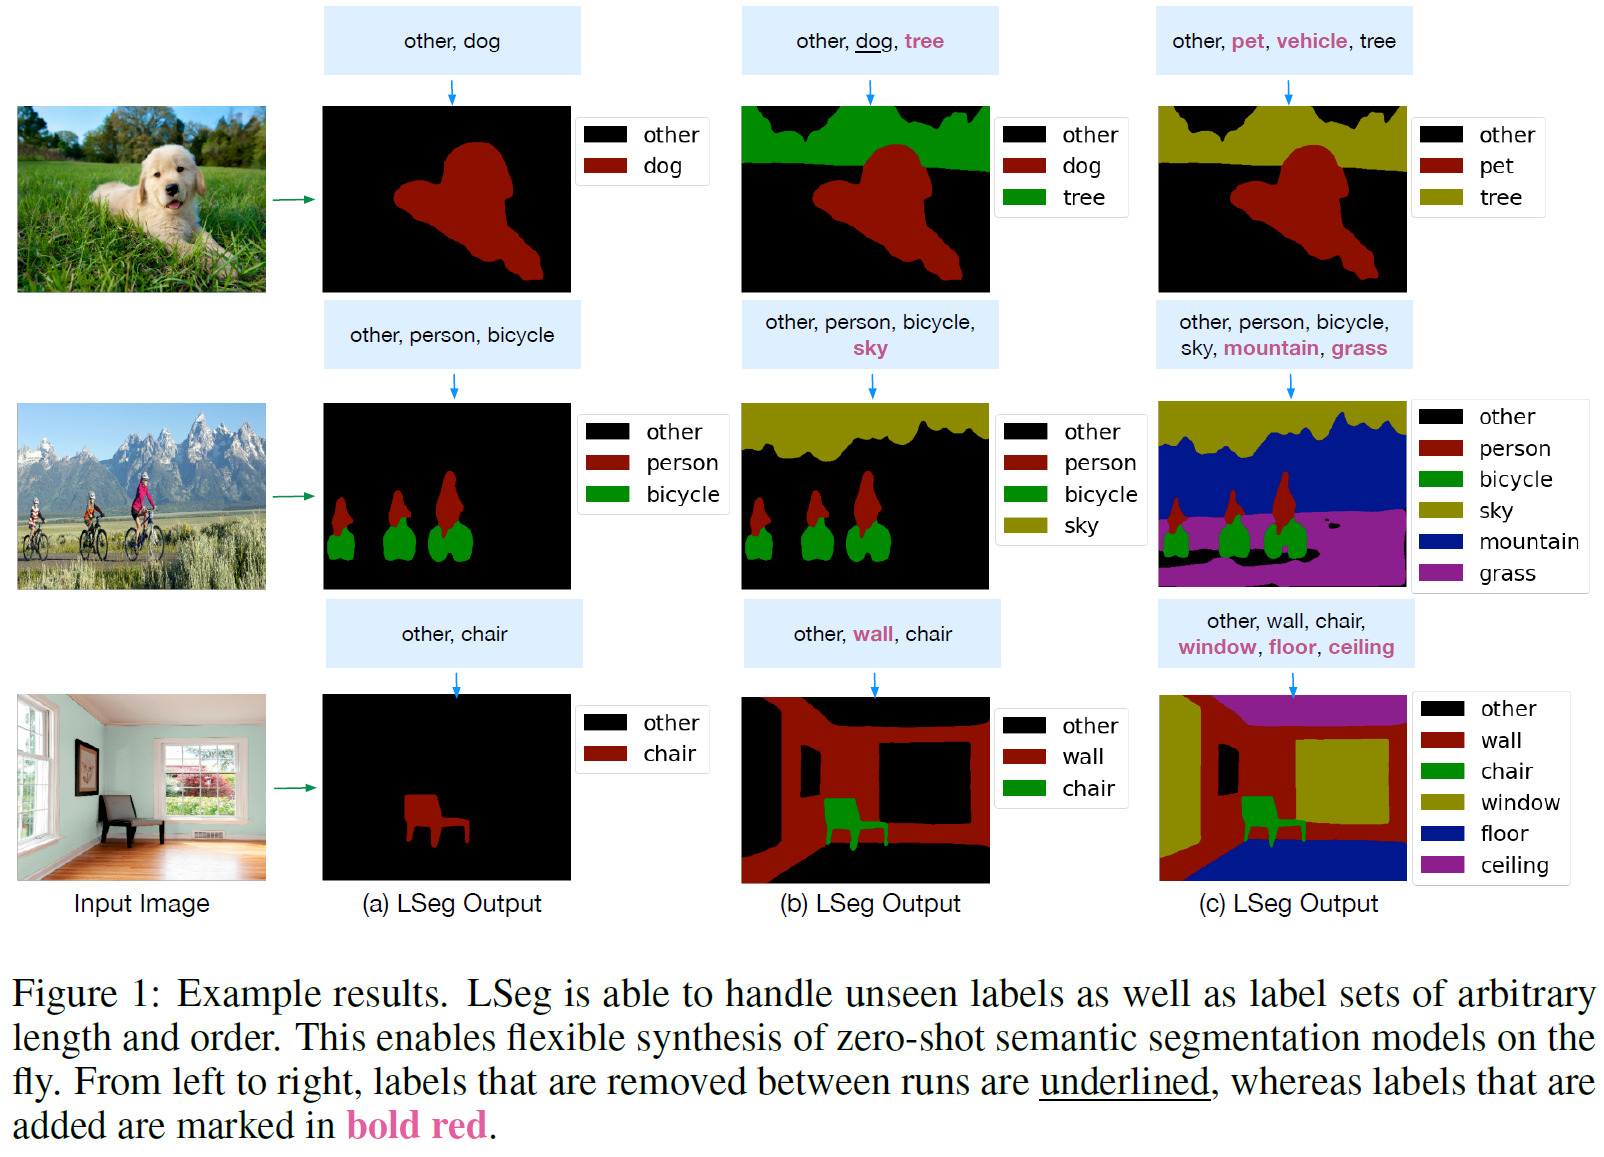 other, dog
other, dog, tree
other, pet, vehicle, tree
other
dog
other
dog
tree
other
pet
tree
other, person, bicycle
other, person, bicycle,
sky
other, person, bicycle,
sky, mountain, grass
other
person
bicycle
other
person
bicycle
sky
other
person
bicycle
sky
mountain
grass
other, chair
other, wall, chair
other, wall, chair,
window, floor, ceiling
other
chair
other
wall
chair
other
wall
chair
window
floor
ceiling
Input Image
(a) LSeg Output
(b) LSeg Output
(c) LSeg Output
Figure 1: Example results. LSeg is able to handle unseen labels as well as label sets of arbitrary
length and order. This enables flexible synthesis of zero-shot semantic segmentation models on the
fly. From left to right, labels that are removed between runs are underlined, whereas labels that are
added are marked in bold red.